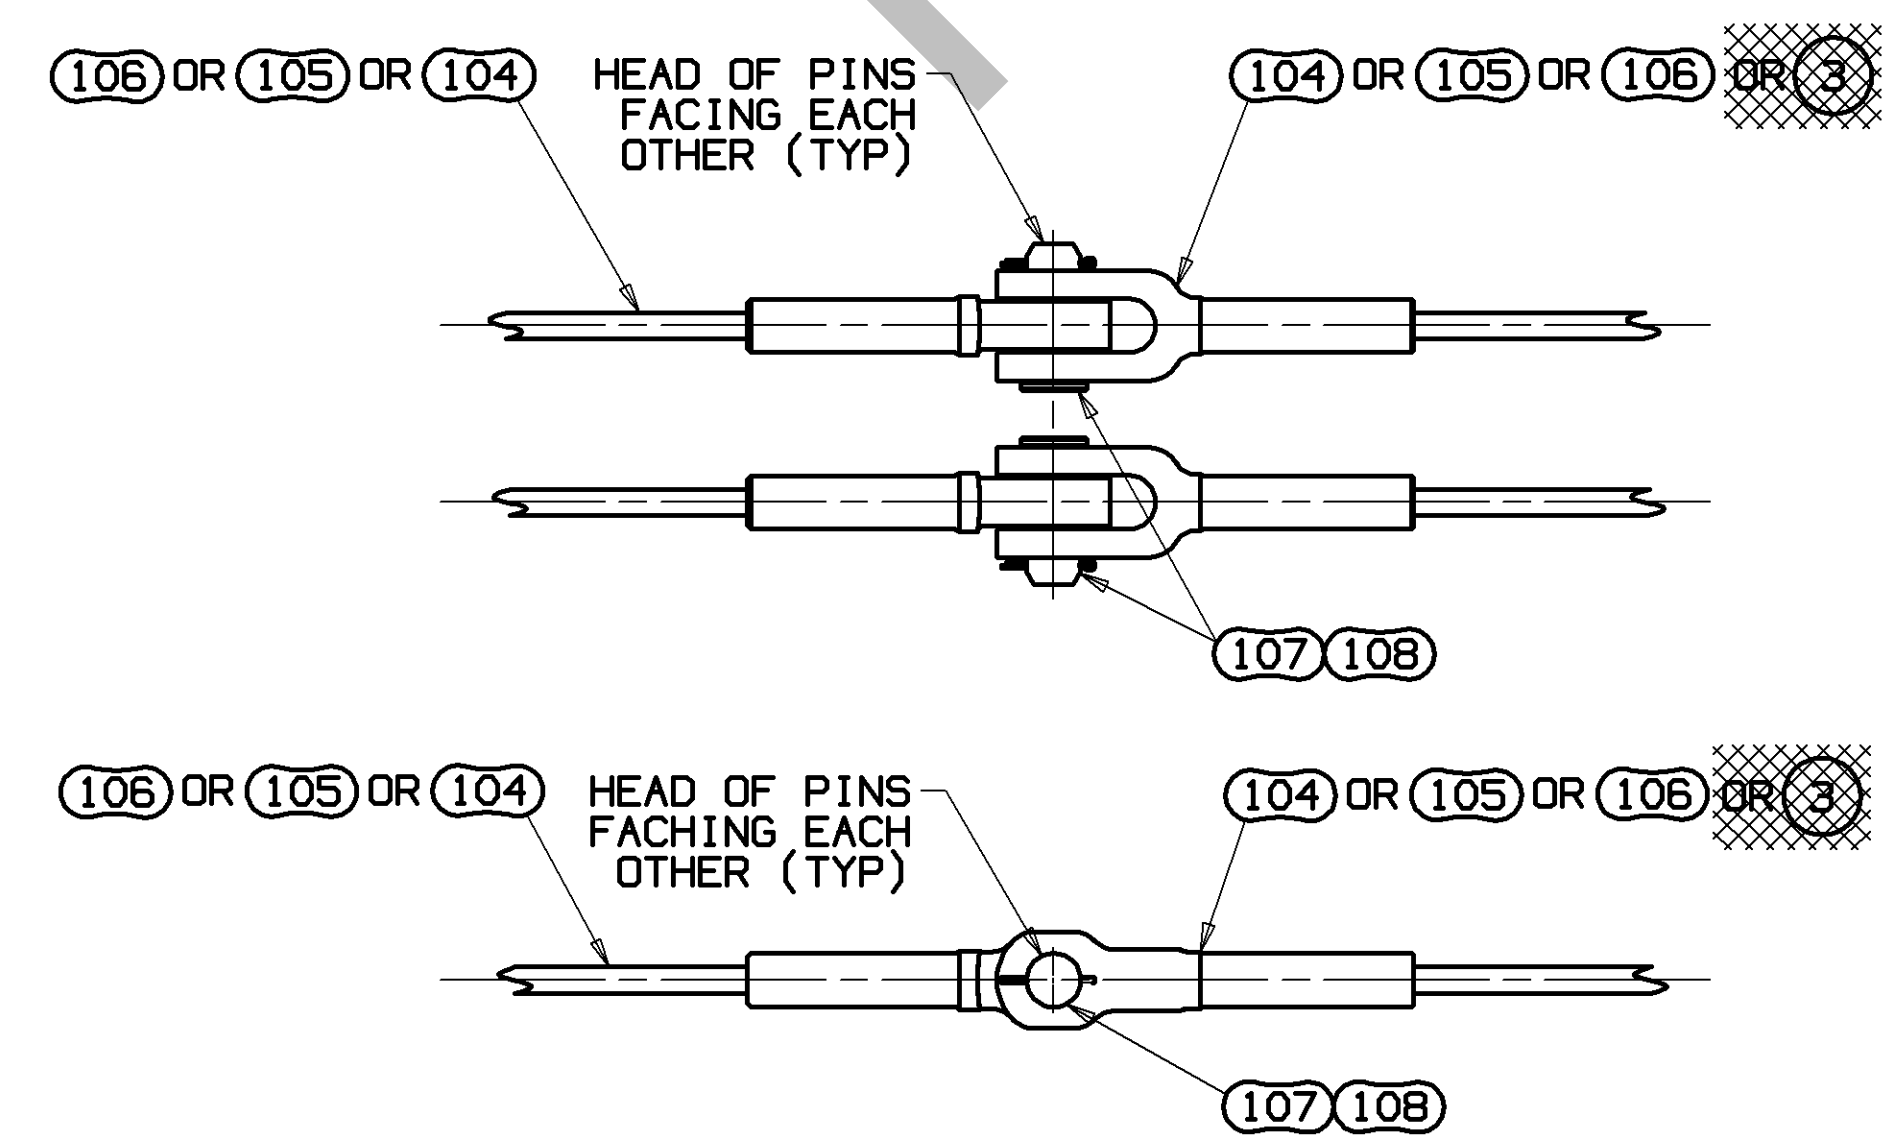 106 OR 105 OR 104
HEAD OF PINS
FACING EACH
OTHER (TYP)
104 OR 105 OR 106 OR 3
107 108
106 OR 105 OR 104
HEAD OF PINS
FACHING EACH
OTHER (TYP)
104 OR 105 OR 106 OR 3
107 108